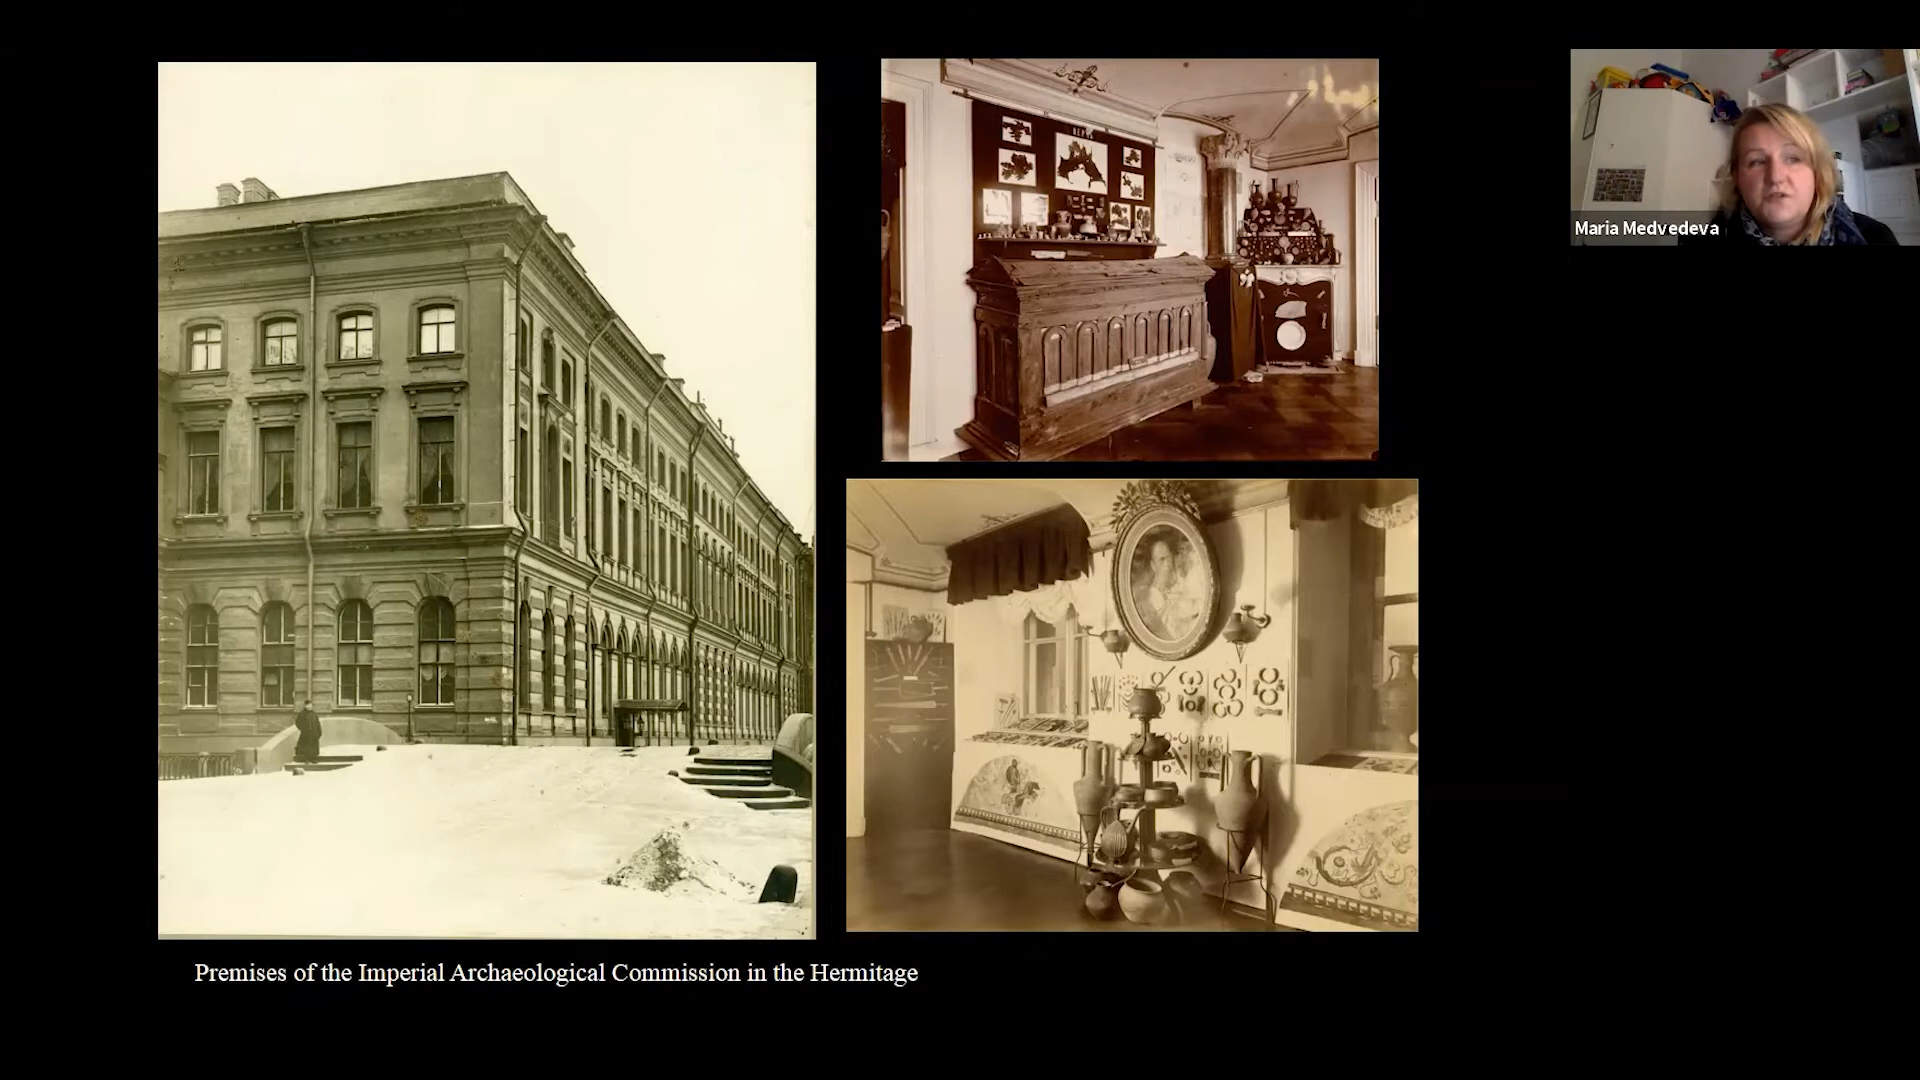 Maria Medvedeva
Premises of the Imperial Archaeological Commission in the Hermitage